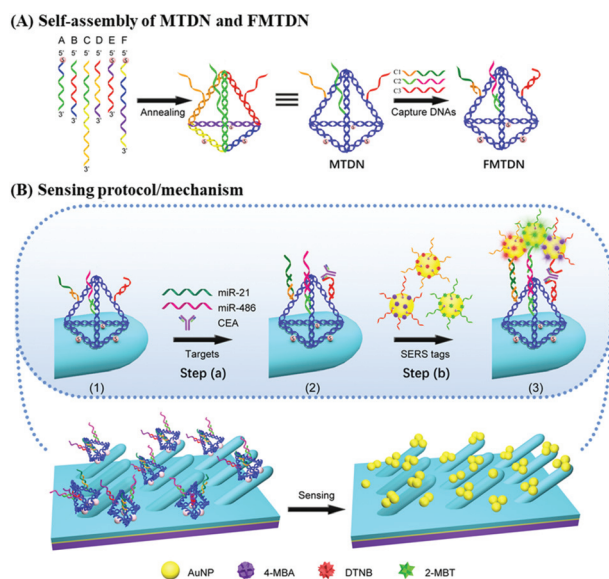 (A) Self-assembly of MTDN and FMTDN
A B C D E F
5' 5' 5' 5' 5' 5'
3' 3' 3' 3' 3' 3'
Annealing
MTDN
C1
C2
C3
Capture DNAs
FMTDN
(B) Sensing protocol/mechanism
miR-21
miR-486
CEA
Targets
Step (a)
SERS tags
Step (b)
(1) (2) (3)
Sensing
AuNP 4-MBA DTNB 2-MBT